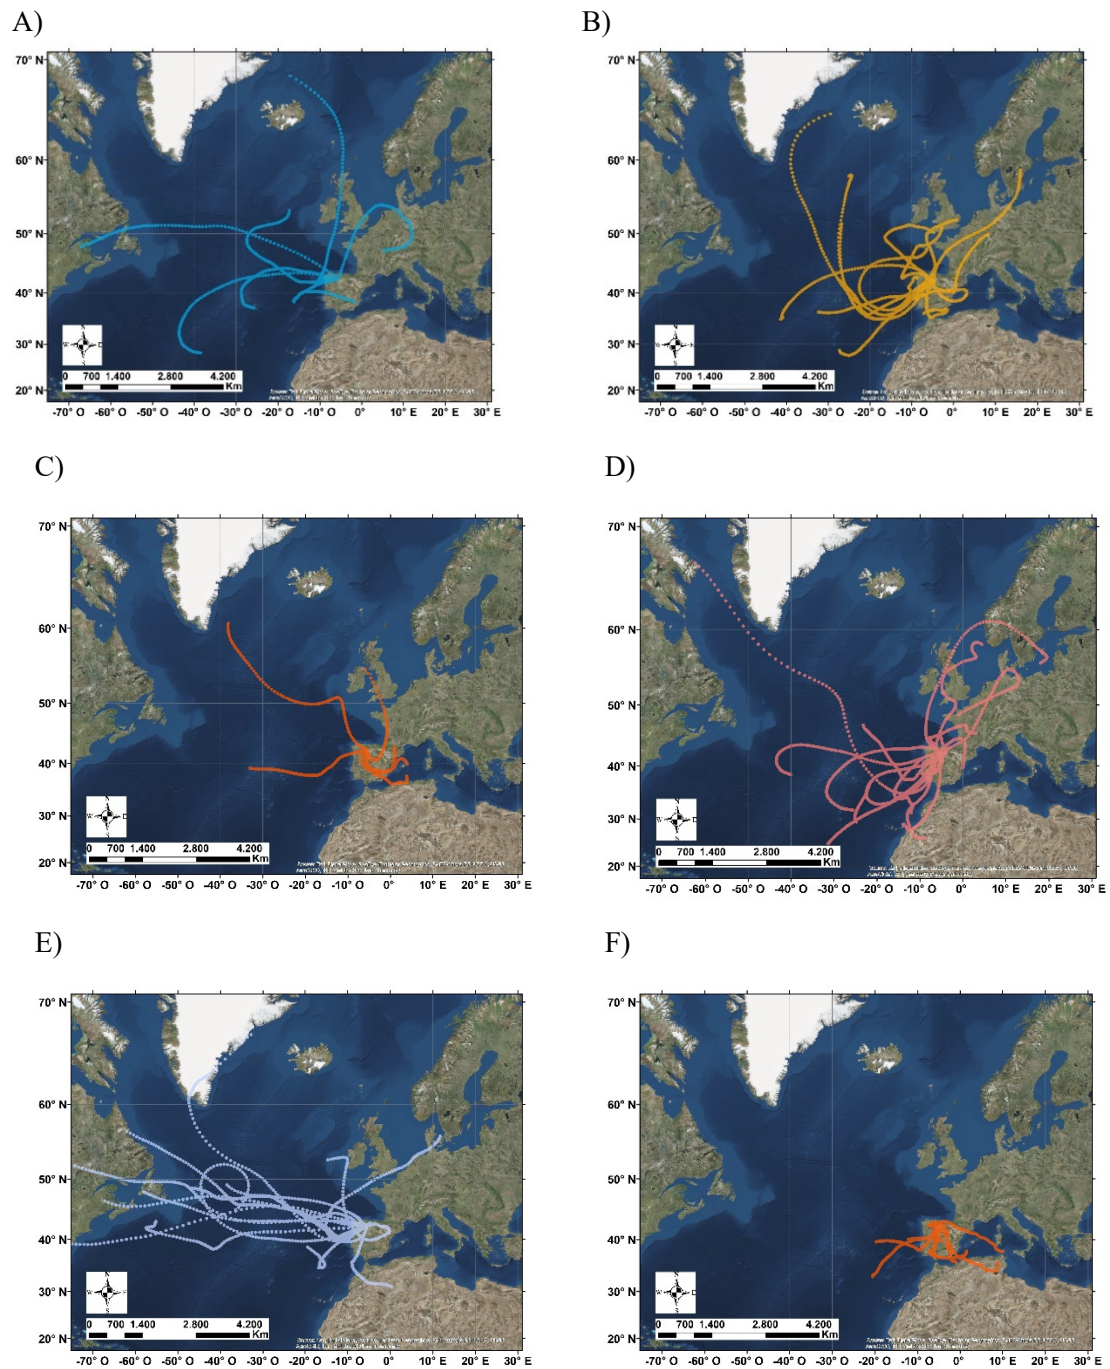 A) B)
70° N 70° N
60° N 60° N
50° N 50° N
40° N 40° N
30° N 30° N
0 700 1.400 2.800 4.200 0 700 1.400 2.800 4.200
Km Km
20° N 20° N
-70° O -60° O -50° O -40° O -30° O -20° O -10° O 0° 10° E 20° E 30° E -70° O -60° O -50° O -40° O -30° O -20° O -10° O 0° 10° E 20° E 30° E
C) D)
70° N 70° N
60° N 60° N
50° N 50° N
40° N 40° N
30° N 30° N
0 700 1.400 2.800 4.200 0 700 1.400 2.800 4.200
Km Km
20° N 20° N
-70° O -60° O -50° O -40° O -30° O -20° O -10° O 0° 10° E 20° E 30° E -70° O -60° O -50° O -40° O -30° O -20° O -10° O 0° 10° E 20° E 30° E
E) F)
70° N 70° N
60° N 60° N
50° N 50° N
40° N 40° N
30° N 30° N
0 700 1.400 2.800 4.200 0 700 1.400 2.800 4.200
Km Km
20° N 20° N
-70° O -60° O -50° O -40° O -30° O -20° O -10° O 0° 10° E 20° E 30° E -70° O -60° O -50° O -40° O -30° O -20° O -10° O 0° 10° E 20° E 30° E